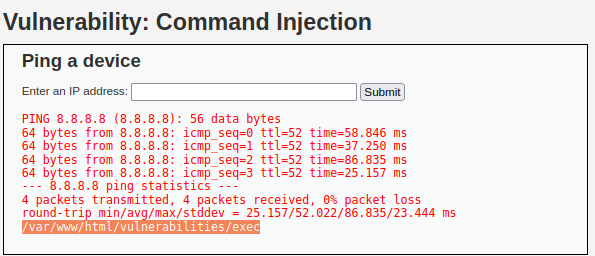 Vulnerability: Command Injection
Ping a device
Enter an IP address: Submit
PING 8.8.8.8 (8.8.8.8): 56 data bytes
64 bytes from 8.8.8.8: icmp_seq=0 ttl=52 time=58.846 ms
64 bytes from 8.8.8.8: icmp_seq=1 ttl=52 time=37.250 ms
64 bytes from 8.8.8.8: icmp_seq=2 ttl=52 time=86.835 ms
64 bytes from 8.8.8.8: icmp_seq=3 ttl=52 time=25.157 ms
--- 8.8.8.8 ping statistics ---
4 packets transmitted, 4 packets received, 0% packet loss
round-trip min/avg/max/stddev = 25.157/52.022/86.835/23.444 ms
/var/www/html/vulnerabilities/exec